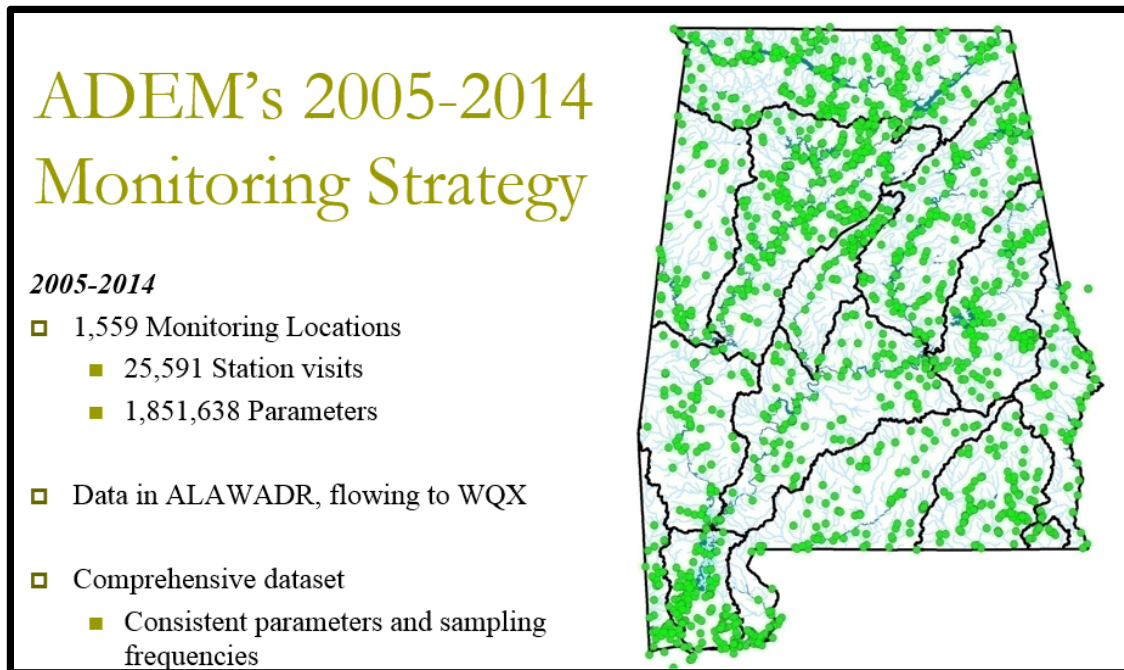 ADEM's 2005-2014
Monitoring Strategy
2005-2014
1,559 Monitoring Locations
25,591 Station visits
1,851,638 Parameters
Data in ALAWADR, flowing to WQX
Comprehensive dataset
Consistent parameters and sampling
frequencies